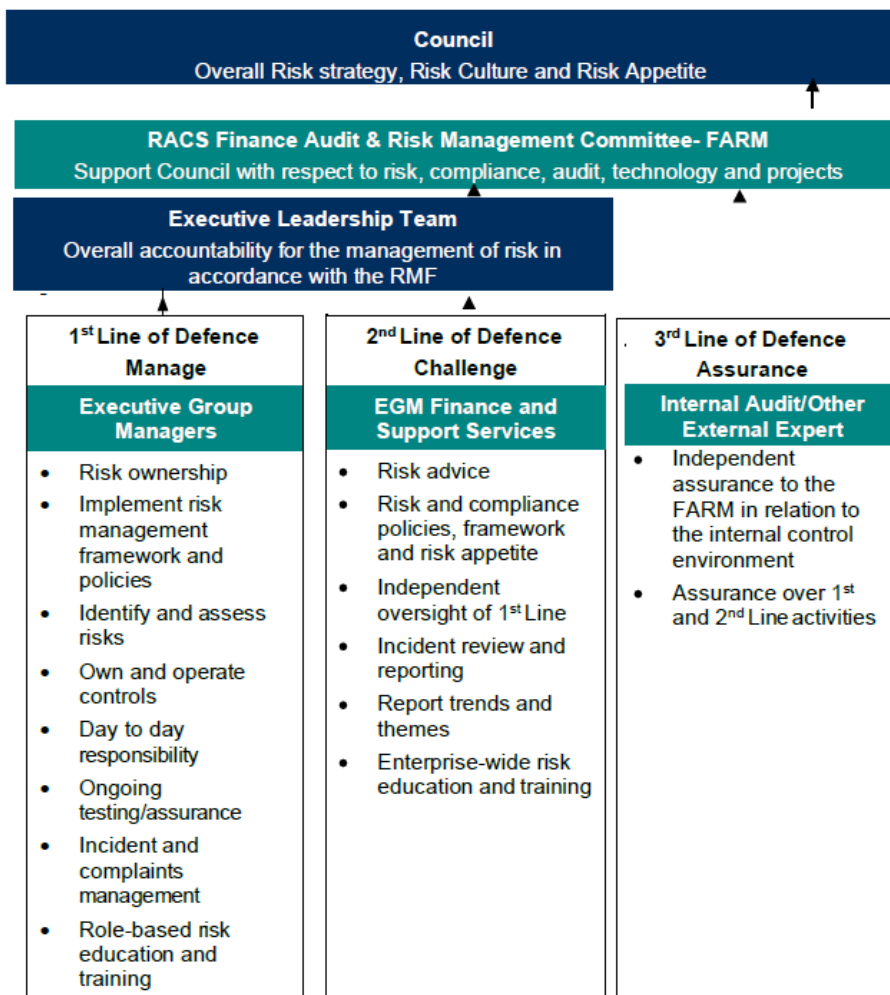 Council
Overall Risk strategy, Risk Culture and Risk Appetite
RACS Finance Audit & Risk Management Committee- FARM
Support Council with respect to risk, compliance, audit, technology and projects
Executive Leadership Team
Overall accountability for the management of risk in
accordance with the RMF
1st Line of Defence
Manage
Executive Group
Managers
• Risk ownership
• Implement risk
management
framework and
policies
• Identify and assess
risks
• Own and operate
controls
• Day to day
responsibility
• Ongoing
testing/assurance
• Incident and
complaints
management
• Role-based risk
education and
training
2nd Line of Defence
Challenge
EGM Finance and
Support Services
• Risk advice
• Risk and compliance
policies, framework
and risk appetite
• Independent
oversight of 1st Line
• Incident review and
reporting
• Report trends and
themes
• Enterprise-wide risk
education and training
3rd Line of Defence
Assurance
Internal Audit/Other
External Expert
• Independent
assurance to the
FARM in relation to
the internal control
environment
• Assurance over 1st
and 2nd Line activities